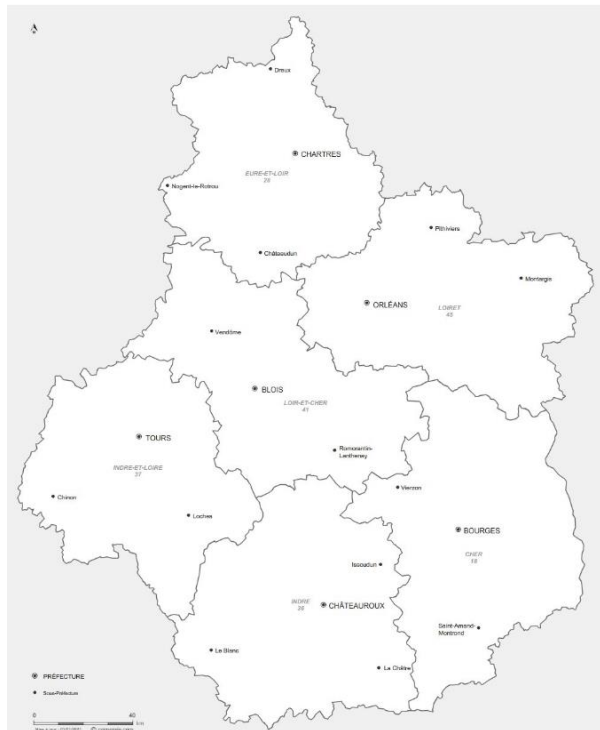 Dreux
CHARTRES
EURE-ET-LOIR
28
Nogent-le-Rotrou
Pithiviers
Châteaudun
Montargis
ORLÉANS
LOIRET
45
Vendôme
BLOIS
LOIR-ET-CHER
41
TOURS
Romorantin-
Lanthenay
INDRE-ET-LOIRE
37
Vierzon
Chinon
Loches
BOURGES
CHER
18
Issoudun
INDRE
36
CHÂTEAUROUX
Saint-Amand-
Montrond
Le Blanc
La Châtre
PRÉFECTURE
Sous-Préfecture
0 40
km